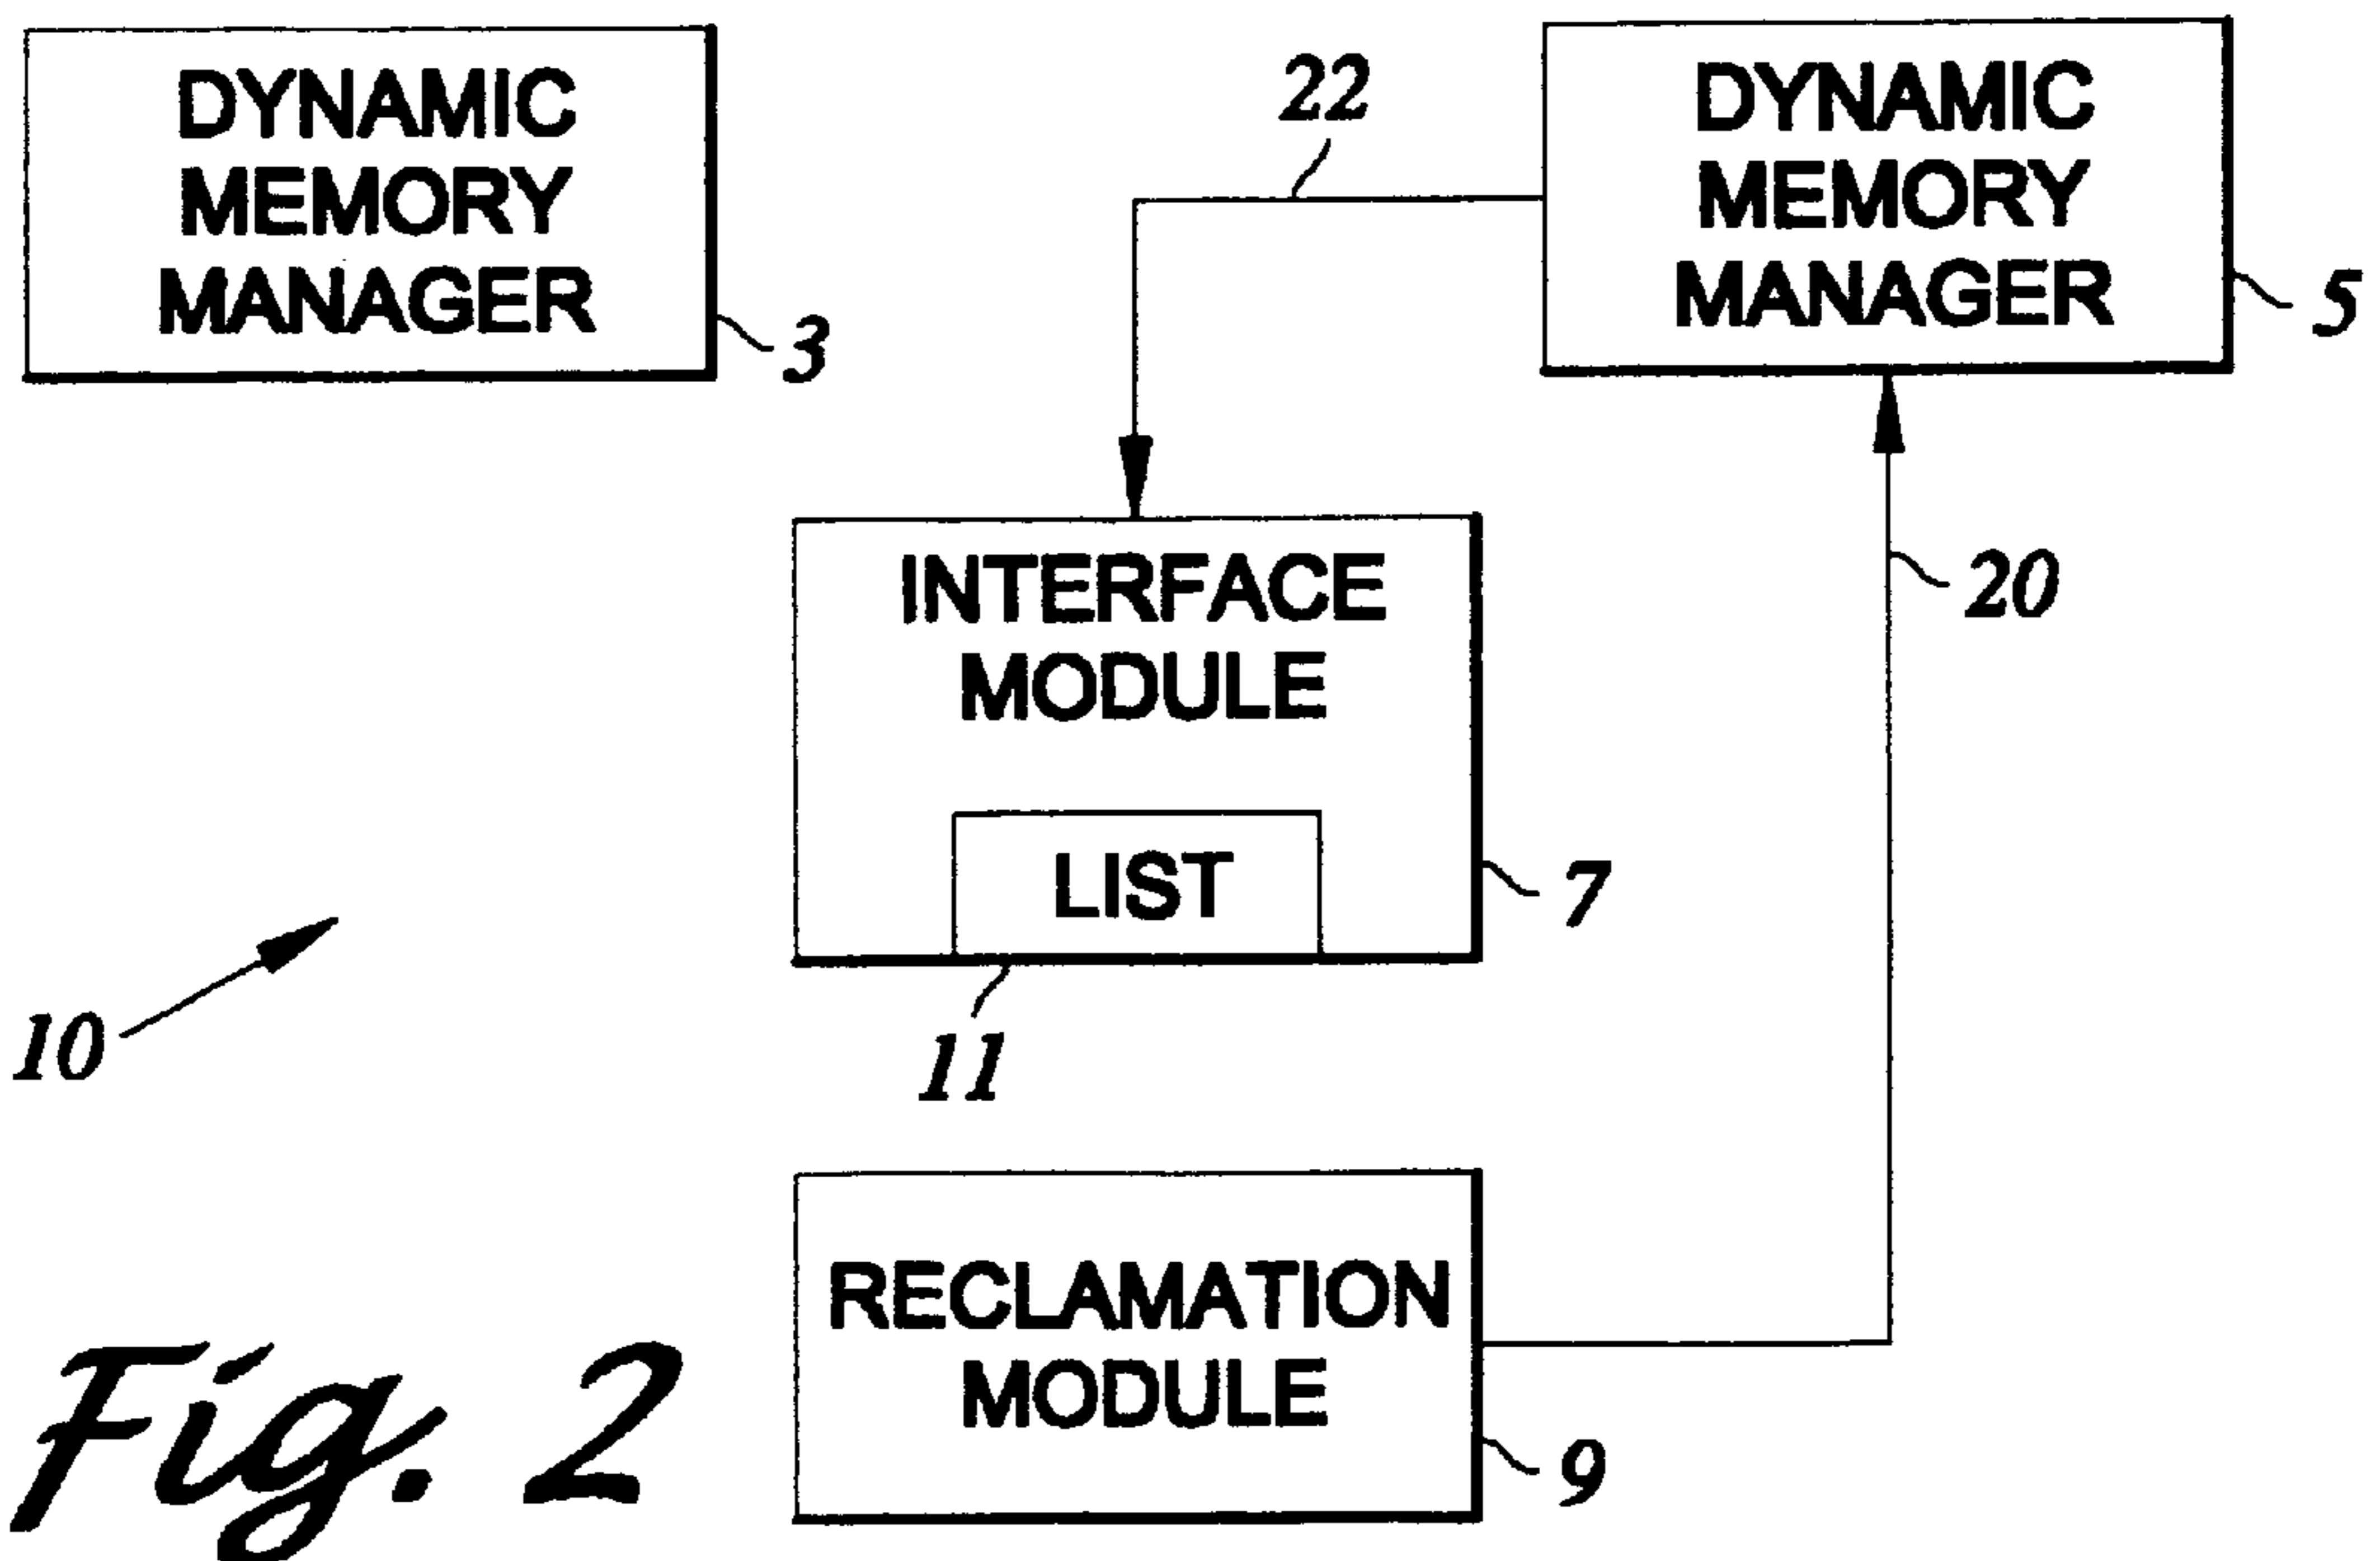 DYNAMIC
MEMORY
MANAGER
3
22
DYNAMIC
MEMORY
MANAGER
5
20
INTERFACE
MODULE
LIST
7
11
10
RECLAMATION
MODULE
9
Fig. 2